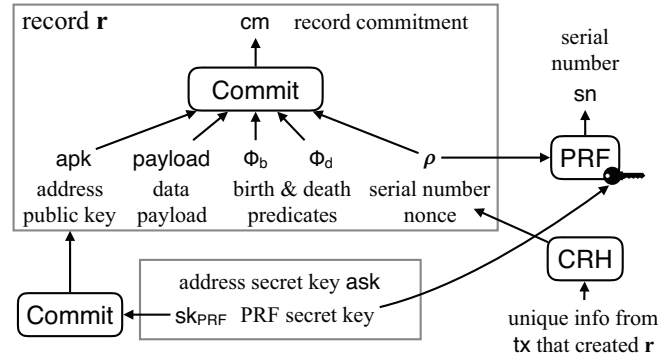 record r
cm record commitment
Commit
apk payload Φb Φd ρ
address data birth & death serial number
public key payload predicates nonce
serial
number
sn
PRF
CRH
unique info from
tx that created r
address secret key ask
Commit skPRF PRF secret key